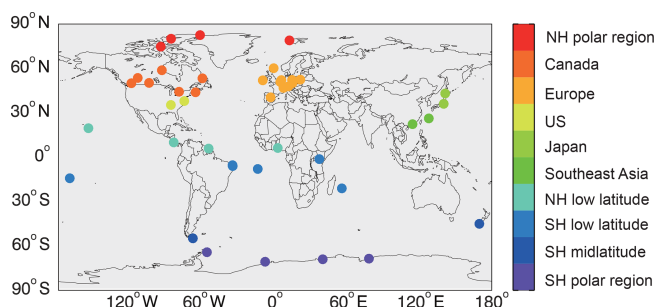 90° N
60° N
30° N
0°
30° S
60° S
90° S
120° W
60° W
0°
60° E
120° E
180°
NH polar region
Canada
Europe
US
Japan
Southeast Asia
NH low latitude
SH low latitude
SH midlatitude
SH polar region